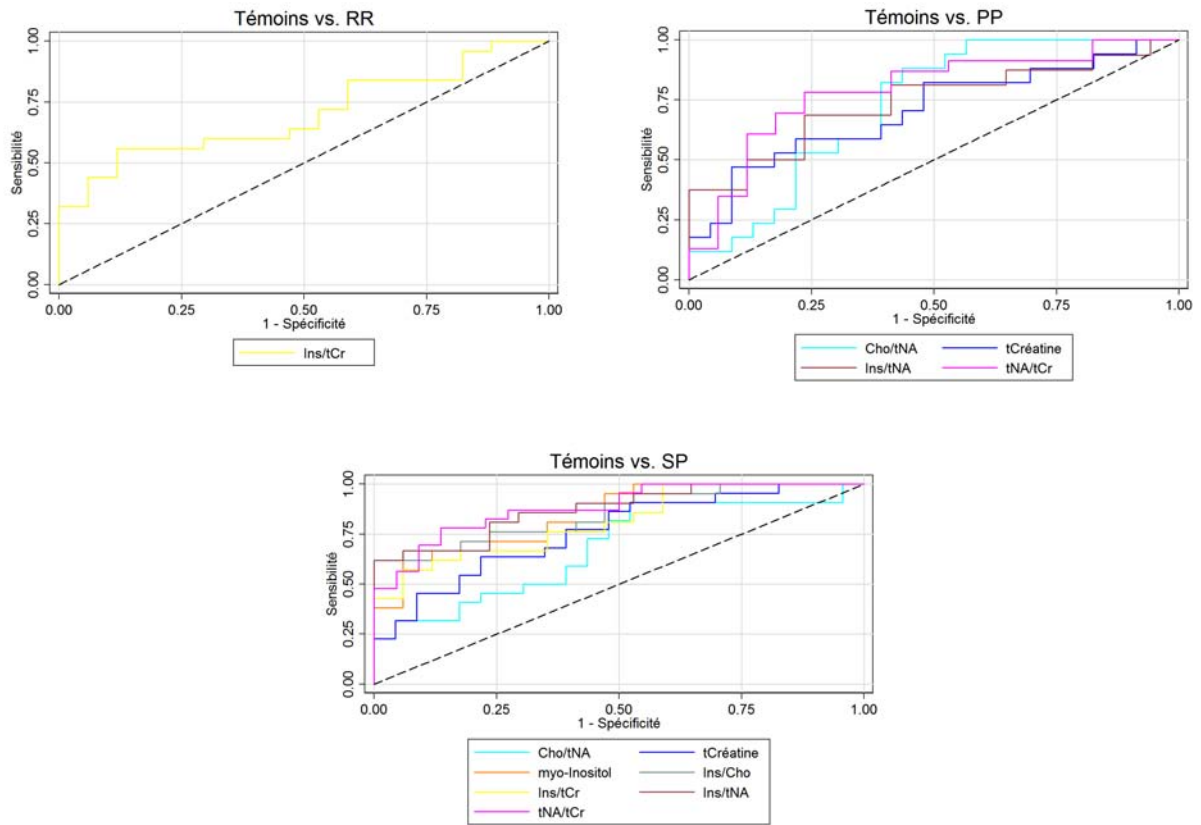 Témoins vs. RR
Sensibilité
1.00
0.75
0.50
0.25
0.00
0.00 0.25 0.50 0.75 1.00
1 - Spécificité
Ins/tCr
Témoins vs. PP
Sensibilité
1.00
0.75
0.50
0.25
0.00
0.00 0.25 0.50 0.75 1.00
1 - Spécificité
Cho/tNA tCréatine
Ins/tNA tNA/tCr
Témoins vs. SP
Sensibilité
1.00
0.75
0.50
0.25
0.00
0.00 0.25 0.50 0.75 1.00
1 - Spécificité
Cho/tNA tCréatine
myo-Inositol Ins/Cho
Ins/tCr Ins/tNA
tNA/tCr